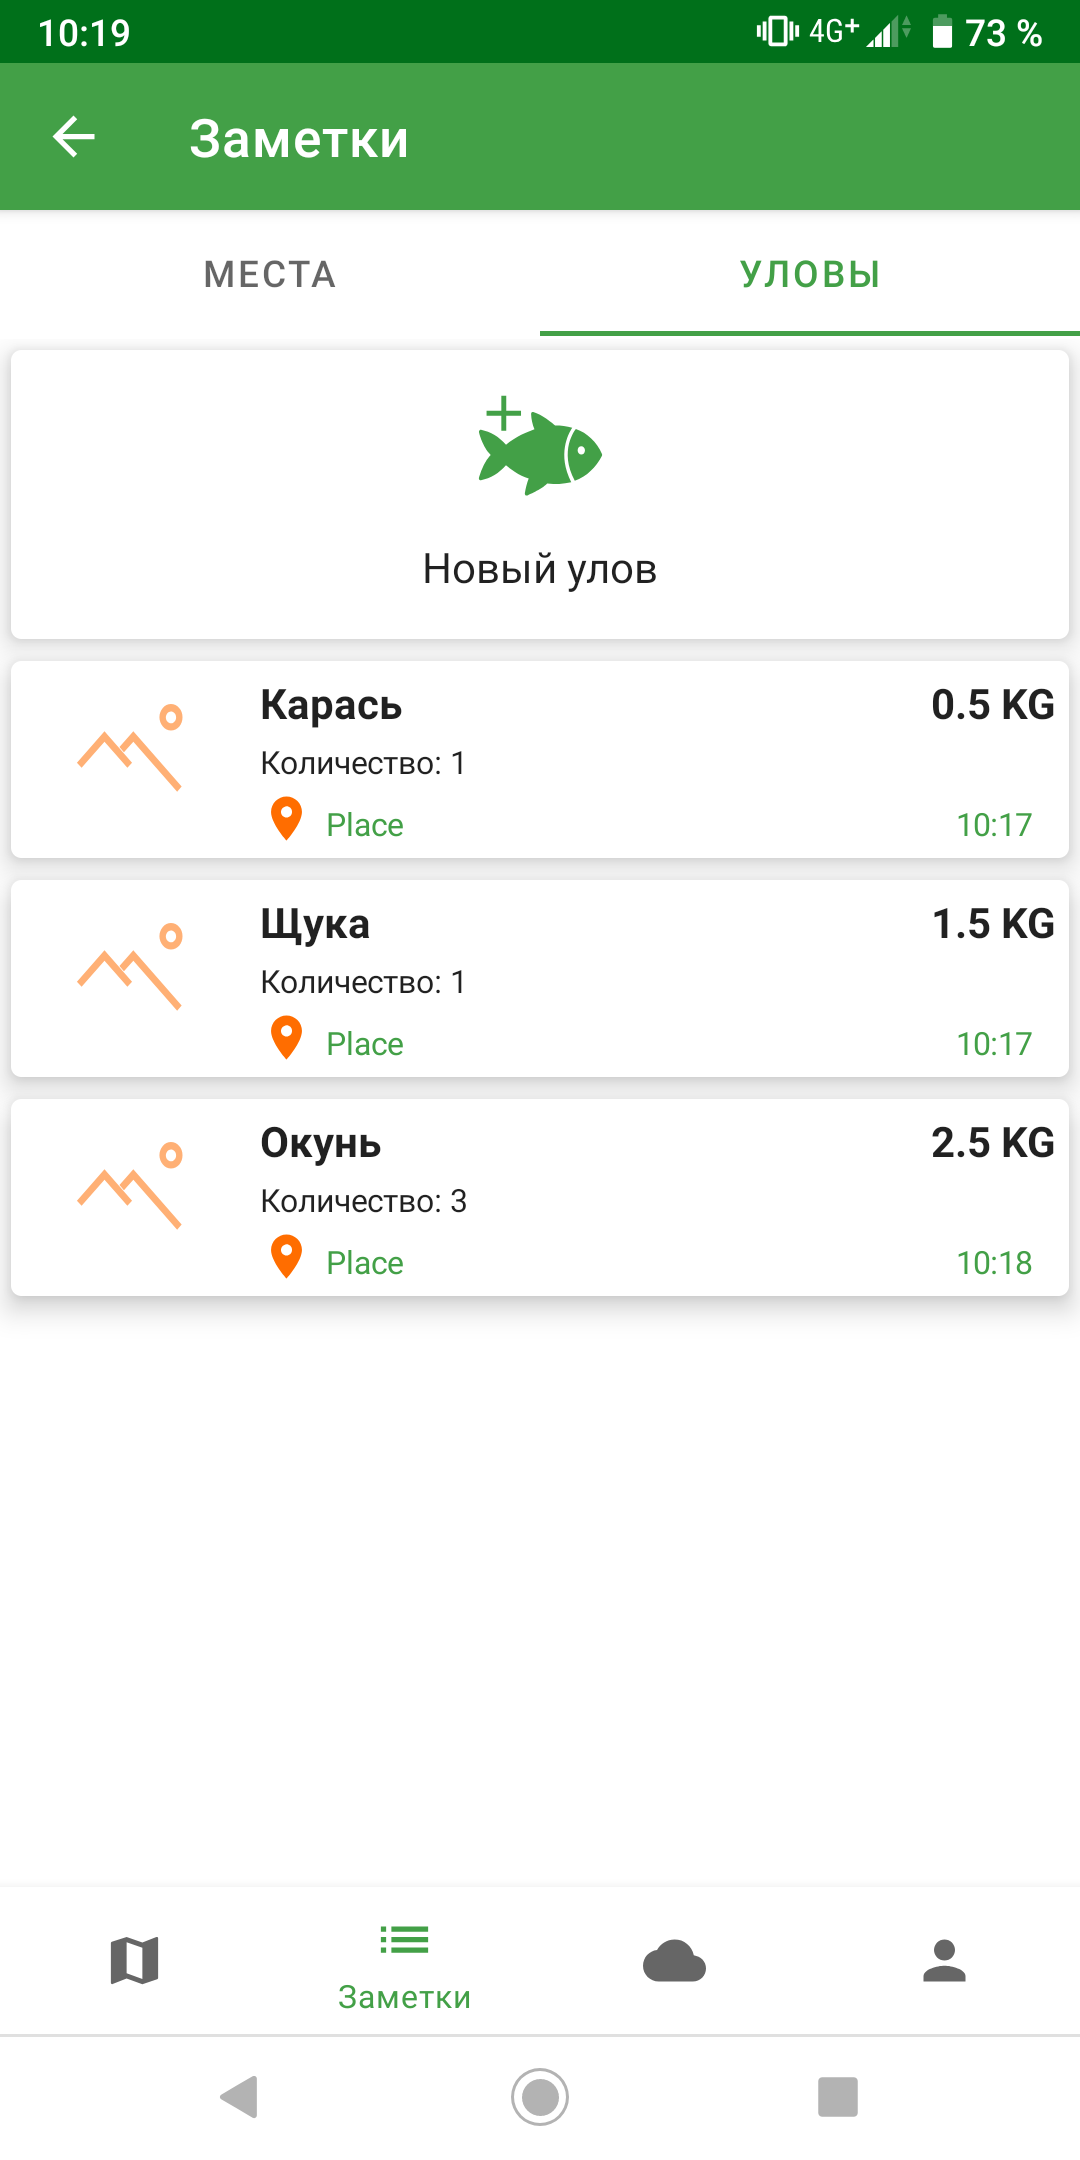 10:19 4G+ 73 %
Заметки
МЕСТА УЛОВЫ
Новый улов
Карась 0.5 KG
Количество: 1
Place 10:17
Щука 1.5 KG
Количество: 1
Place 10:17
Окунь 2.5 KG
Количество: 3
Place 10:18
Заметки